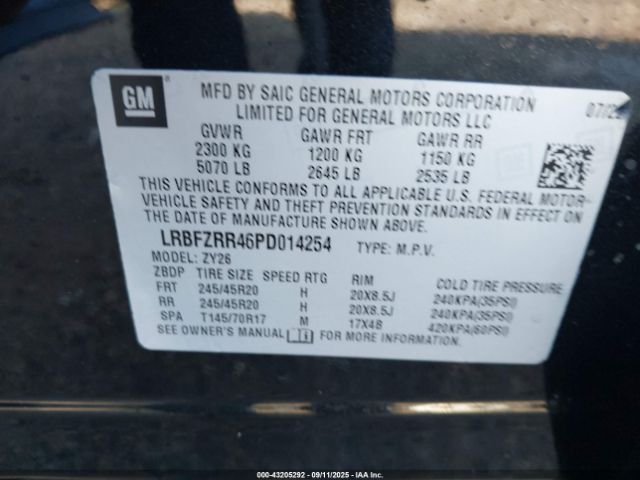 GM ®
MFD BY SAIC GENERAL MOTORS CORPORATION
LIMITED FOR GENERAL MOTORS LLC
GVWR GAWR FRT GAWR RR
2300 KG 1200 KG 1150 KG
5070 LB 2645 LB 2535 LB
THIS VEHICLE CONFORMS TO ALL APPLICABLE U.S. FEDERAL MOTOR-
VEHICLE SAFETY AND THEFT PREVENTION STANDARDS IN EFFECT ON
THE DATE OF MANUFACTURE SHOWN ABOVE.
LRBFZRR46PD014254 TYPE: M.P.V.
MODEL: ZY26
ZBDP TIRE SIZE SPEED RTG RIM COLD TIRE PRESSURE
FRT 245/45R20 H 20X8.5J 240KPA(35PSI)
RR 245/45R20 H 20X8.5J 240KPA(35PSI)
SPA T145/70R17 M 17X4B 420KPA(60PSI)
SEE OWNER'S MANUAL FOR MORE INFORMATION.
000-43205292 - 09/11/2025 - IAAI.COM